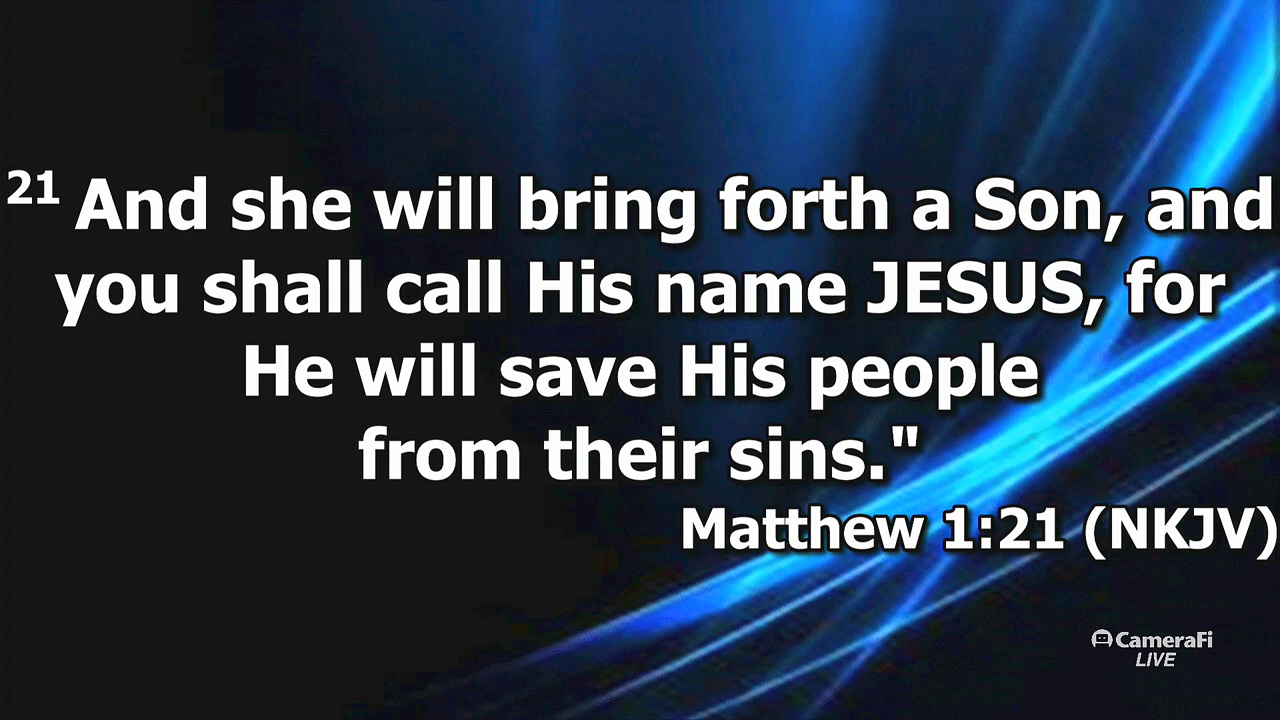 21 And she will bring forth a Son, and
you shall call His name JESUS, for
He will save His people
from their sins."
Matthew 1:21 (NKJV)
CameraFi
LIVE